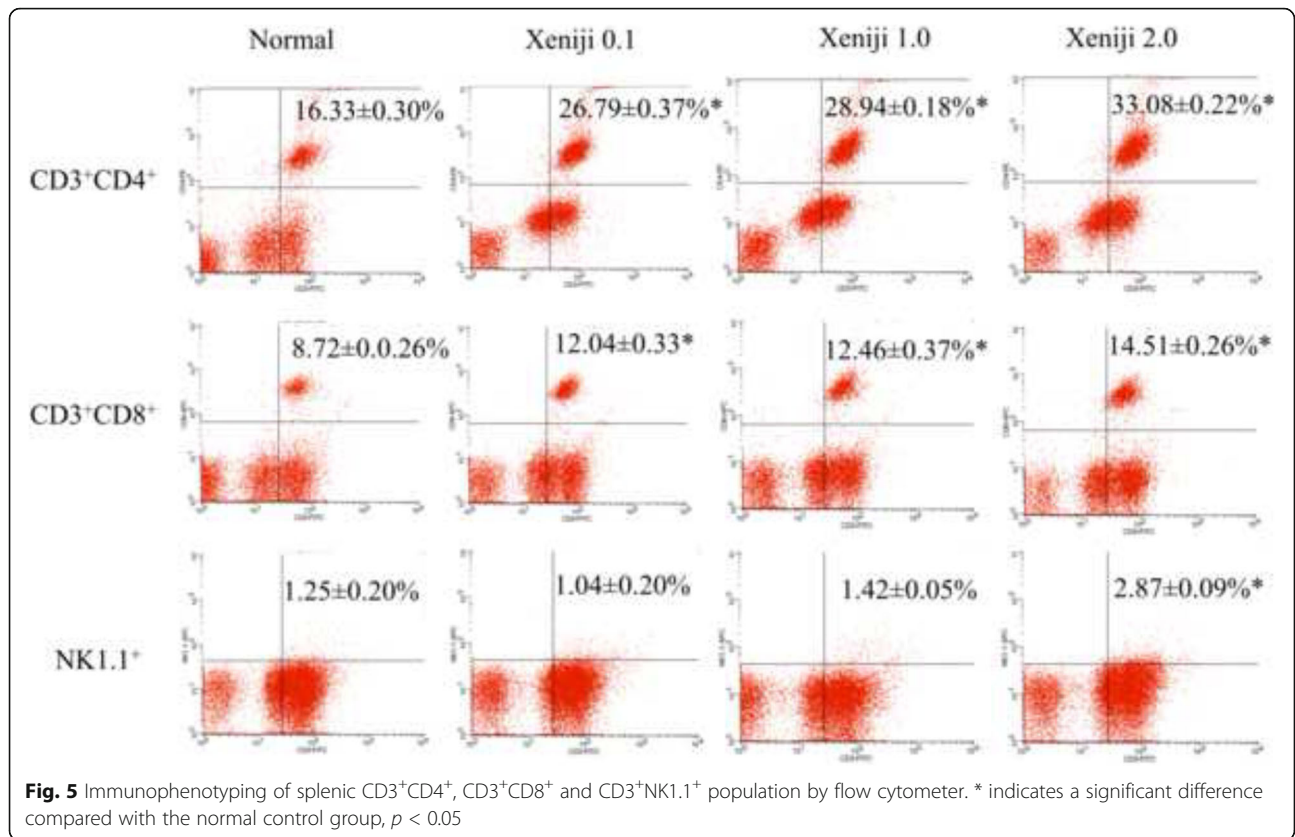 Normal Xeniji 0.1 Xeniji 1.0 Xeniji 2.0
CD3⁺CD4⁺ 16.33±0.30% 26.79±0.37%* 28.94±0.18%* 33.08±0.22%*
CD3⁺CD8⁺ 8.72±0.0.26% 12.04±0.33* 12.46±0.37%* 14.51±0.26%*
NK1.1⁺ 1.25±0.20% 1.04±0.20% 1.42±0.05% 2.87±0.09%*
Fig. 5 Immunophenotyping of splenic CD3⁺CD4⁺, CD3⁺CD8⁺ and CD3⁺NK1.1⁺ population by flow cytometer. * indicates a significant difference
compared with the normal control group, p < 0.05